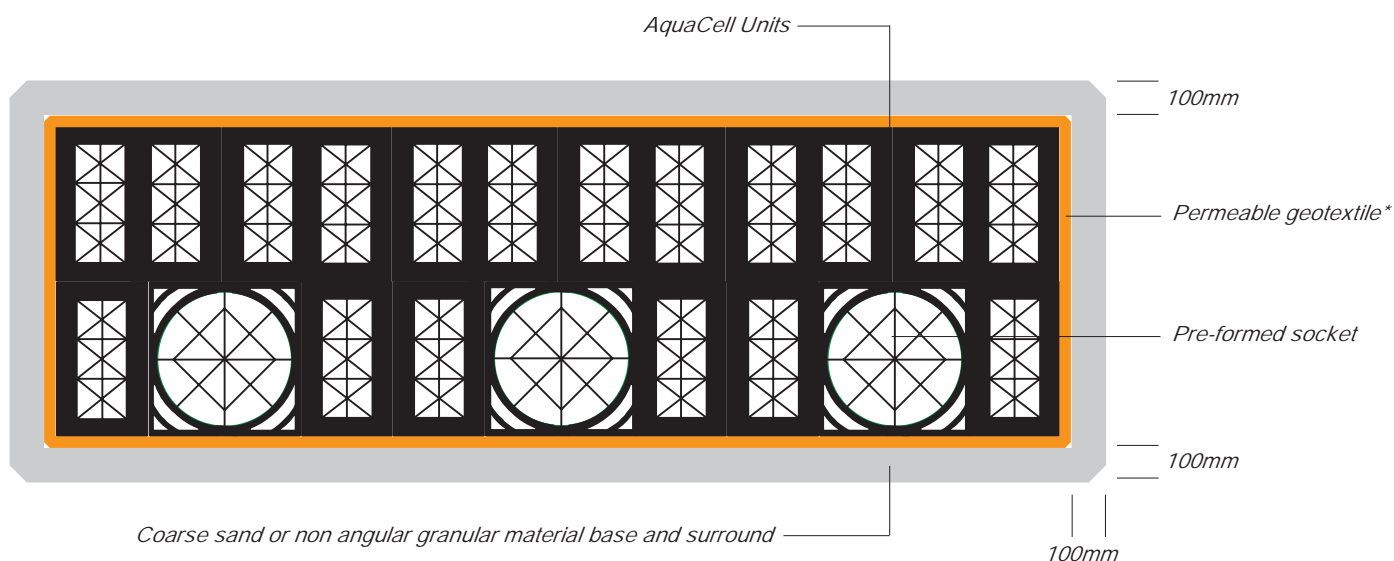 AquaCell Units
100mm
Permeable geotextile*
Pre-formed socket
100mm
Coarse sand or non angular granular material base and surround
100mm